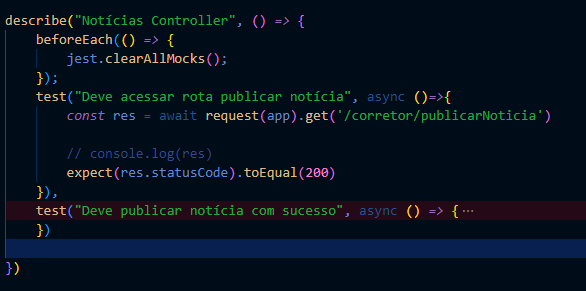 describe("Notícias Controller", () => {
beforeEach(() => {
jest.clearAllMocks();
});
test("Deve acessar rota publicar notícia", async ()=>{
const res = await request(app).get('/corretor/publicarNoticia')
// console.log(res)
expect(res.statusCode).toEqual(200)
}),
test("Deve publicar notícia com sucesso", async () => {⋯
})
})